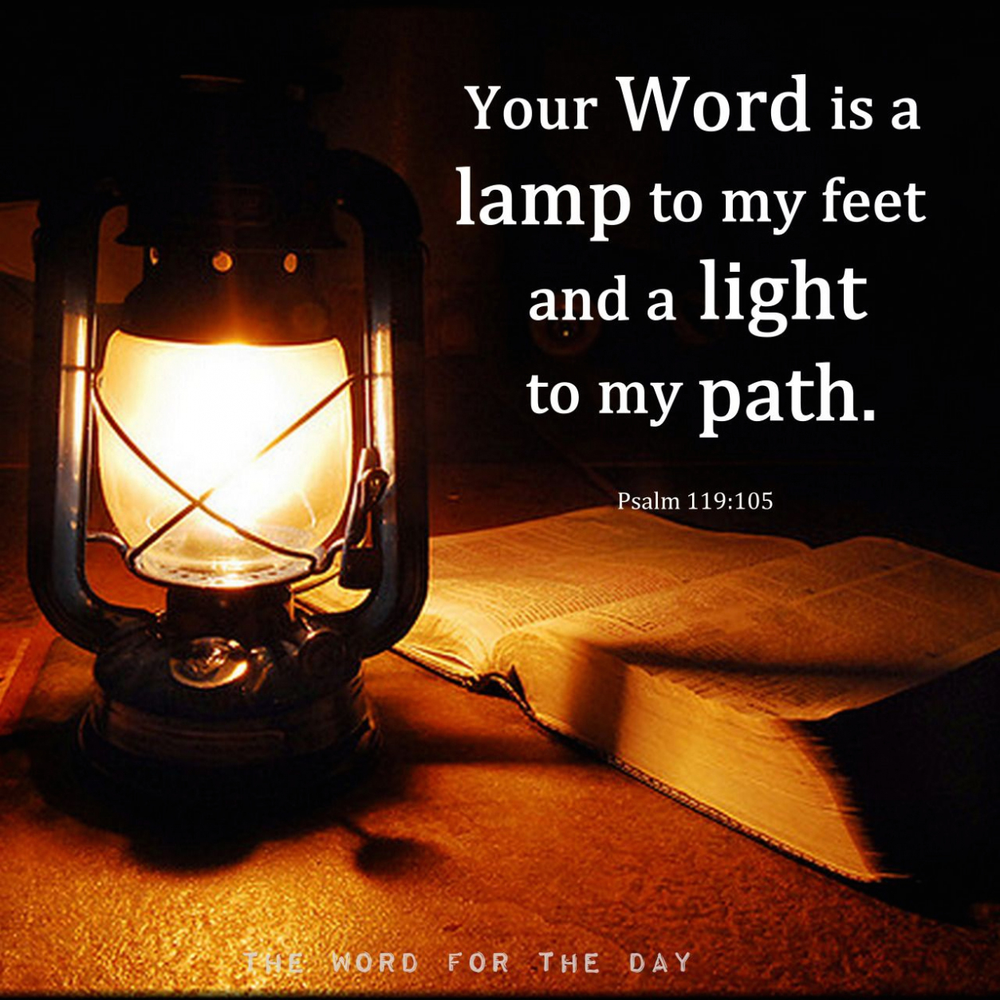 Your Word is a
lamp to my feet
and a light
to my path.
Psalm 119:105
THE WORD FOR THE DAY